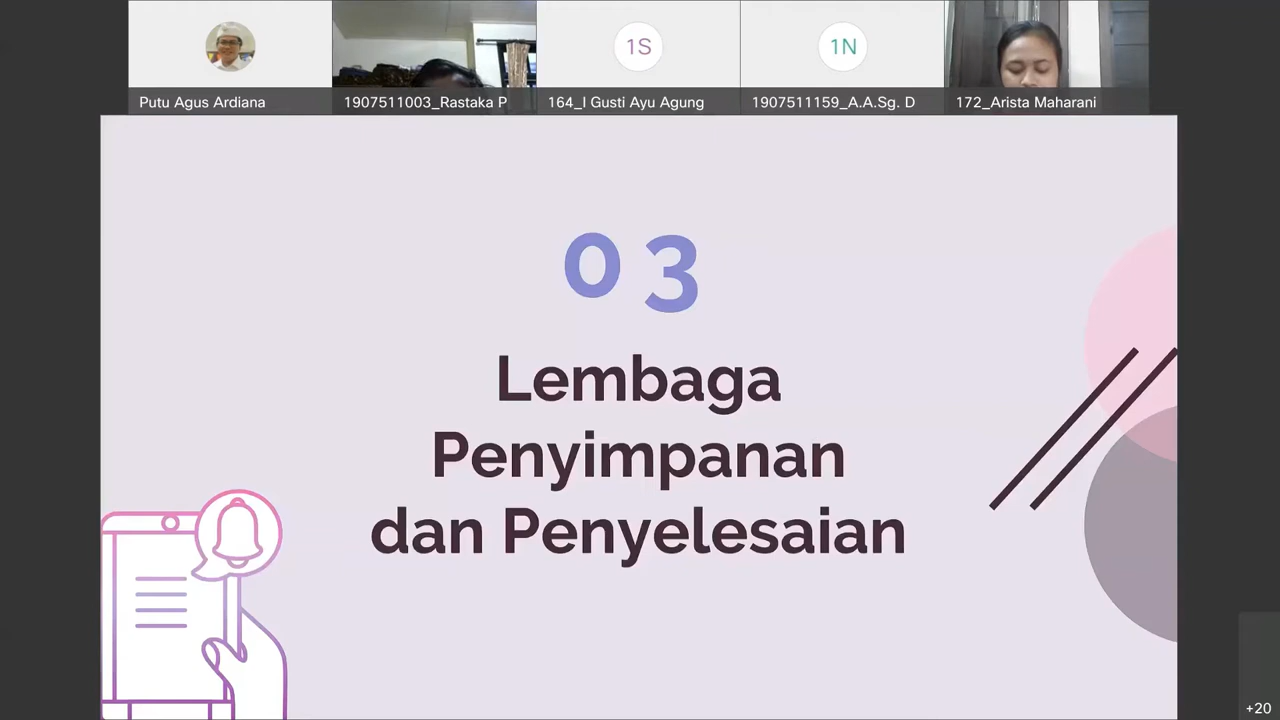 Putu Agus Ardiana
1907511003_Rastaka P
1S
164_I Gusti Ayu Agung
1N
1907511159_A.A.Sg. D
172_Arista Maharani
03
Lembaga
Penyimpanan
dan Penyelesaian
+20